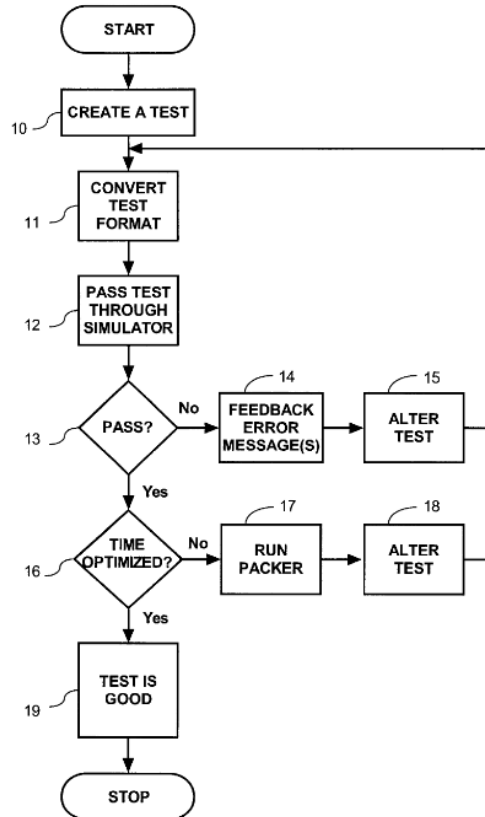 START
10
CREATE A TEST
11
CONVERT
TEST
FORMAT
12
PASS TEST
THROUGH
SIMULATOR
13
PASS?
No
14
FEEDBACK
ERROR
MESSAGE(S)
15
ALTER
TEST
Yes
16
TIME
OPTIMIZED?
No
17
RUN
PACKER
18
ALTER
TEST
Yes
19
TEST IS
GOOD
STOP